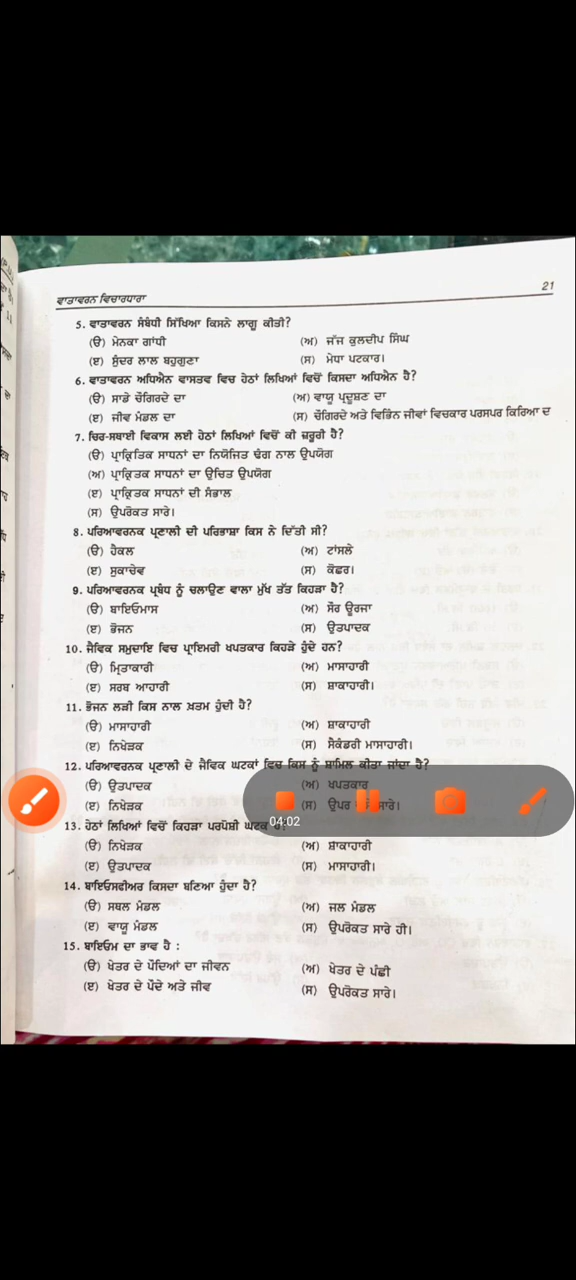 ਵਾਤਾਵਰਨ ਵਿਚਾਰਧਾਰਾ 21
5. ਵਾਤਾਵਰਨ ਸੰਬੰਧੀ ਸਿੱਖਿਆ ਕਿਸਨੇ ਲਾਗੂ ਕੀਤੀ?
(ੳ) ਮੇਨਕਾ ਗਾਂਧੀ (ਅ) ਜੱਜ ਕੁਲਦੀਪ ਸਿੰਘ
(ੲ) ਸੁੰਦਰ ਲਾਲ ਬਹੁਗੁਣਾ (ਸ) ਮੇਧਾ ਪਟਕਾਰ।
6. ਵਾਤਾਵਰਨ ਅਧਿਐਨ ਵਾਸਤਵ ਵਿਚ ਹੇਠਾਂ ਲਿਖਿਆਂ ਵਿਚੋਂ ਕਿਸਦਾ ਅਧਿਐਨ ਹੈ?
(ੳ) ਸਾਡੇ ਚੌਗਿਰਦੇ ਦਾ (ਅ) ਵਾਯੂ ਪ੍ਰਦੂਸ਼ਣ ਦਾ
(ੲ) ਜੀਵ ਮੰਡਲ ਦਾ (ਸ) ਚੌਗਿਰਦੇ ਅਤੇ ਵਿਭਿੰਨ ਜੀਵਾਂ ਵਿਚਕਾਰ ਪਰਸਪਰ ਕਿਰਿਆ ਦ
7. ਚਿਰ-ਸਥਾਈ ਵਿਕਾਸ ਲਈ ਹੇਠਾਂ ਲਿਖਿਆਂ ਵਿਚੋਂ ਕੀ ਜ਼ਰੂਰੀ ਹੈ?
(ੳ) ਪ੍ਰਾਕ੍ਰਿਤਿਕ ਸਾਧਨਾਂ ਦਾ ਨਿਯੋਜਿਤ ਢੰਗ ਨਾਲ ਉਪਯੋਗ
(ਅ) ਪ੍ਰਾਕ੍ਰਿਤਕ ਸਾਧਨਾਂ ਦਾ ਉਚਿਤ ਉਪਯੋਗ
(ੲ) ਪ੍ਰਾਕ੍ਰਿਤਕ ਸਾਧਨਾਂ ਦੀ ਸੰਭਾਲ
(ਸ) ਉਪਰੋਕਤ ਸਾਰੇ।
8. ਪਰਿਆਵਰਨਕ ਪ੍ਰਣਾਲੀ ਦੀ ਪਰਿਭਾਸ਼ਾ ਕਿਸ ਨੇ ਦਿੱਤੀ ਸੀ?
(ੳ) ਹੈਕਲ (ਅ) ਟਾਂਸਲੇ
(ੲ) ਸੁਕਾਚੇਵ (ਸ) ਕੋਛਰ।
9. ਪਰਿਆਵਰਨਕ ਪ੍ਰਬੰਧ ਨੂੰ ਚਲਾਉਣ ਵਾਲਾ ਮੁੱਖ ਤੱਤ ਕਿਹੜਾ ਹੈ?
(ੳ) ਬਾਇਓਮਾਸ (ਅ) ਸੌਰ ਊਰਜਾ
(ੲ) ਭੋਜਨ (ਸ) ਉਤਪਾਦਕ
10. ਜੈਵਿਕ ਸਮੁਦਾਇ ਵਿਚ ਪ੍ਰਾਇਮਰੀ ਖਪਤਕਾਰ ਕਿਹੜੇ ਹੁੰਦੇ ਹਨ?
(ੳ) ਮ੍ਰਿਤਾਕਾਰੀ (ਅ) ਮਾਸਾਹਾਰੀ
(ੲ) ਸਰਬ ਆਹਾਰੀ (ਸ) ਸ਼ਾਕਾਹਾਰੀ।
11. ਭੋਜਨ ਲੜੀ ਕਿਸ ਨਾਲ ਖ਼ਤਮ ਹੁੰਦੀ ਹੈ?
(ੳ) ਮਾਸਾਹਾਰੀ (ਅ) ਸ਼ਾਕਾਹਾਰੀ
(ੲ) ਨਿਖੇੜਕ (ਸ) ਸੈਕੰਡਰੀ ਮਾਸਾਹਾਰੀ।
12. ਪਰਿਆਵਰਨਕ ਪ੍ਰਣਾਲੀ ਦੇ ਜੈਵਿਕ ਘਟਕਾਂ ਵਿਚ ਕਿਸ ਨੂੰ ਸ਼ਾਮਿਲ ਕੀਤਾ ਜਾਂਦਾ ਹੈ?
(ੳ) ਉਤਪਾਦਕ (ਅ) ਖਪਤਕਾਰ
(ੲ) ਨਿਖੇੜਕ (ਸ) ਸਾਰੇ।
04:02
13. ਹੇਠਾਂ ਲਿਖਿਆਂ ਵਿਚੋਂ ਕਿਹੜਾ ਪਰਪੋਸ਼ੀ ਘਟਕ ਹੈ?
(ੳ) ਨਿਖੇੜਕ (ਅ) ਸ਼ਾਕਾਹਾਰੀ
(ੲ) ਉਤਪਾਦਕ (ਸ) ਮਾਸਾਹਾਰੀ।
14. ਬਾਇਓਸਫੀਅਰ ਕਿਸਦਾ ਬਣਿਆ ਹੁੰਦਾ ਹੈ?
(ੳ) ਸਥਲ ਮੰਡਲ (ਅ) ਜਲ ਮੰਡਲ
(ੲ) ਵਾਯੂ ਮੰਡਲ (ਸ) ਉਪਰੋਕਤ ਸਾਰੇ ਹੀ।
15. ਬਾਇਓਮ ਦਾ ਭਾਵ ਹੈ :
(ੳ) ਖੇਤਰ ਦੇ ਪੌਦਿਆਂ ਦਾ ਜੀਵਨ (ਅ) ਖੇਤਰ ਦੇ ਪੰਛੀ
(ੲ) ਖੇਤਰ ਦੇ ਪੌਦੇ ਅਤੇ ਜੀਵ (ਸ) ਉਪਰੋਕਤ ਸਾਰੇ।